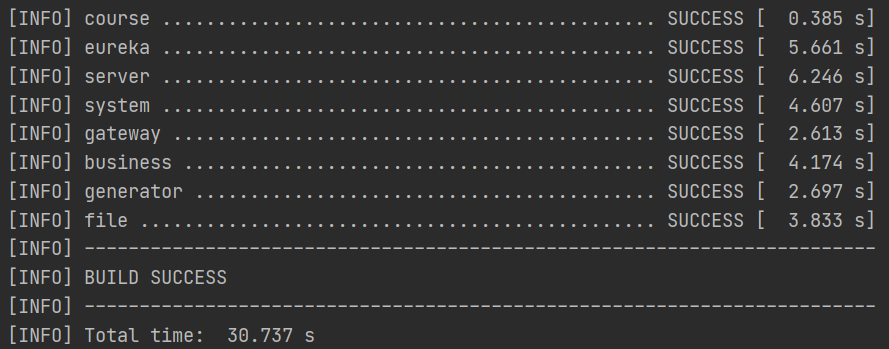 [INFO] course ............................................. SUCCESS [  0.385 s]
[INFO] eureka ............................................. SUCCESS [  5.661 s]
[INFO] server ............................................. SUCCESS [  6.246 s]
[INFO] system ............................................. SUCCESS [  4.607 s]
[INFO] gateway ............................................ SUCCESS [  2.613 s]
[INFO] business ........................................... SUCCESS [  4.174 s]
[INFO] generator .......................................... SUCCESS [  2.697 s]
[INFO] file ............................................... SUCCESS [  3.833 s]
[INFO] ------------------------------------------------------------------------
[INFO] BUILD SUCCESS
[INFO] ------------------------------------------------------------------------
[INFO] Total time:  30.737 s